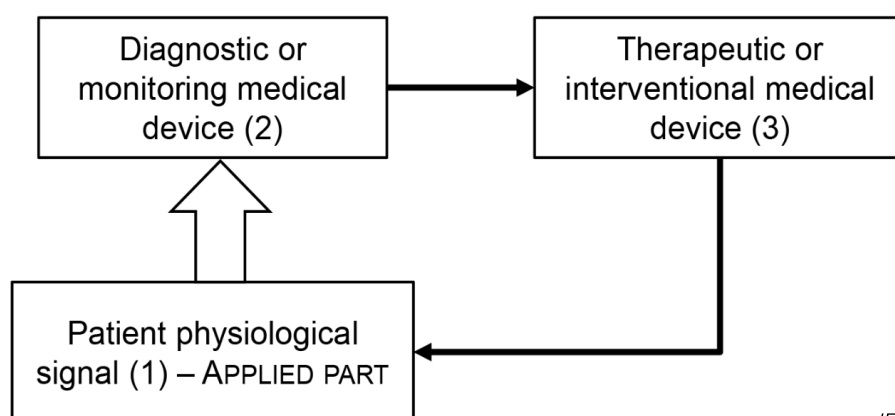 Diagnostic or
monitoring medical
device (2)
Therapeutic or
interventional medical
device (3)
Patient physiological
signal (1) – APPLIED PART